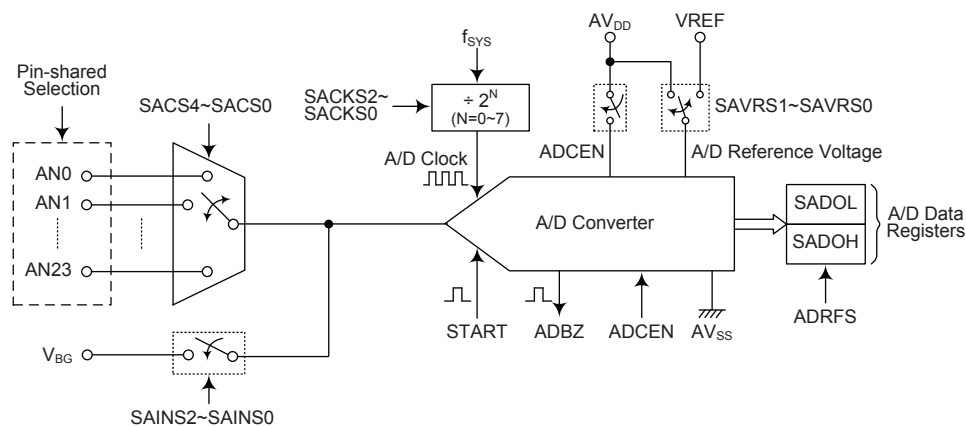 AV_DD
VREF
f_SYS
Pin-shared
Selection
SACS4~SACS0
SACKS2~
SACKS0
÷ 2^N
(N=0~7)
SAVRS1~SAVRS0
ADCEN
A/D Reference Voltage
A/D Clock
AN0
AN1
AN23
A/D Converter
SADOL
SADOH
A/D Data
Registers
START
ADBZ
ADCEN
AV_SS
ADRFS
V_BG
SAINS2~SAINS0